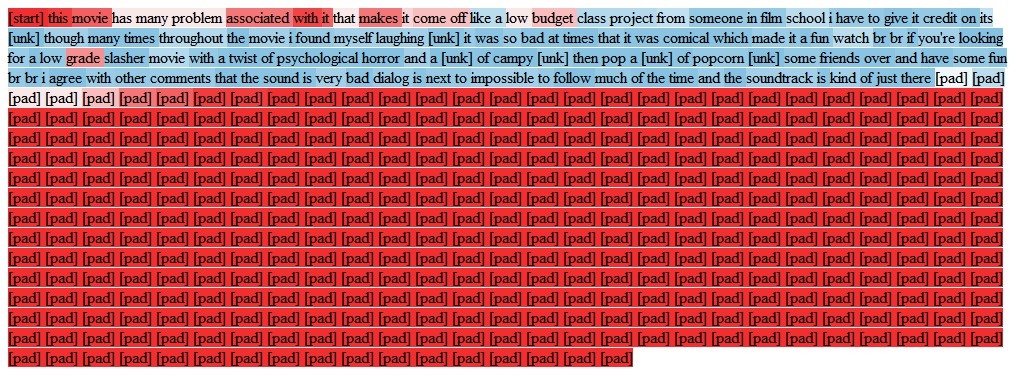 [start] this movie has many problem associated with it that makes it come off like a low budget class project from someone in film school i have to give it credit on its
[unk] though many times throughout the movie i found myself laughing [unk] it was so bad at times that it was comical which made it a fun watch br br if you're looking
for a low grade slasher movie with a twist of psychological horror and a [unk] of campy [unk] then pop a [unk] of popcorn [unk] some friends over and have some fun
br br i agree with other comments that the sound is very bad dialog is next to impossible to follow much of the time and the soundtrack is kind of just there [pad] [pad]
[pad] [pad] [pad] [pad] [pad] [pad] [pad] [pad] [pad] [pad] [pad] [pad] [pad] [pad] [pad] [pad] [pad] [pad] [pad] [pad] [pad] [pad] [pad] [pad] [pad] [pad] [pad]
[pad] [pad] [pad] [pad] [pad] [pad] [pad] [pad] [pad] [pad] [pad] [pad] [pad] [pad] [pad] [pad] [pad] [pad] [pad] [pad] [pad] [pad] [pad] [pad] [pad] [pad] [pad]
[pad] [pad] [pad] [pad] [pad] [pad] [pad] [pad] [pad] [pad] [pad] [pad] [pad] [pad] [pad] [pad] [pad] [pad] [pad] [pad] [pad] [pad] [pad] [pad] [pad] [pad] [pad]
[pad] [pad] [pad] [pad] [pad] [pad] [pad] [pad] [pad] [pad] [pad] [pad] [pad] [pad] [pad] [pad] [pad] [pad] [pad] [pad] [pad] [pad] [pad] [pad] [pad] [pad] [pad]
[pad] [pad] [pad] [pad] [pad] [pad] [pad] [pad] [pad] [pad] [pad] [pad] [pad] [pad] [pad] [pad] [pad] [pad] [pad] [pad] [pad] [pad] [pad] [pad] [pad] [pad] [pad]
[pad] [pad] [pad] [pad] [pad] [pad] [pad] [pad] [pad] [pad] [pad] [pad] [pad] [pad] [pad] [pad] [pad] [pad] [pad] [pad] [pad] [pad] [pad] [pad] [pad] [pad] [pad]
[pad] [pad] [pad] [pad] [pad] [pad] [pad] [pad] [pad] [pad] [pad] [pad] [pad] [pad] [pad] [pad] [pad] [pad] [pad] [pad] [pad] [pad] [pad] [pad] [pad] [pad] [pad]
[pad] [pad] [pad] [pad] [pad] [pad] [pad] [pad] [pad] [pad] [pad] [pad] [pad] [pad] [pad] [pad] [pad] [pad] [pad] [pad] [pad] [pad] [pad] [pad] [pad] [pad] [pad]
[pad] [pad] [pad] [pad] [pad] [pad] [pad] [pad] [pad] [pad] [pad] [pad] [pad] [pad] [pad] [pad] [pad] [pad] [pad] [pad] [pad] [pad] [pad] [pad] [pad] [pad] [pad]
[pad] [pad] [pad] [pad] [pad] [pad] [pad] [pad] [pad] [pad] [pad] [pad] [pad] [pad] [pad] [pad] [pad] [pad] [pad] [pad] [pad] [pad] [pad] [pad] [pad] [pad] [pad]
[pad] [pad] [pad] [pad] [pad] [pad] [pad] [pad] [pad] [pad] [pad] [pad] [pad] [pad] [pad] [pad] [pad] [pad] [pad] [pad] [pad] [pad] [pad] [pad] [pad] [pad] [pad]
[pad] [pad] [pad] [pad] [pad] [pad] [pad] [pad] [pad] [pad] [pad] [pad] [pad] [pad] [pad] [pad] [pad] [pad] [pad] [pad] [pad] [pad] [pad] [pad] [pad] [pad] [pad]
[pad] [pad] [pad] [pad] [pad] [pad] [pad] [pad] [pad] [pad] [pad] [pad] [pad] [pad] [pad] [pad] [pad] [pad] [pad] [pad] [pad] [pad] [pad] [pad] [pad] [pad] [pad]
[pad] [pad] [pad] [pad] [pad] [pad] [pad] [pad] [pad] [pad] [pad] [pad] [pad] [pad] [pad] [pad] [pad]